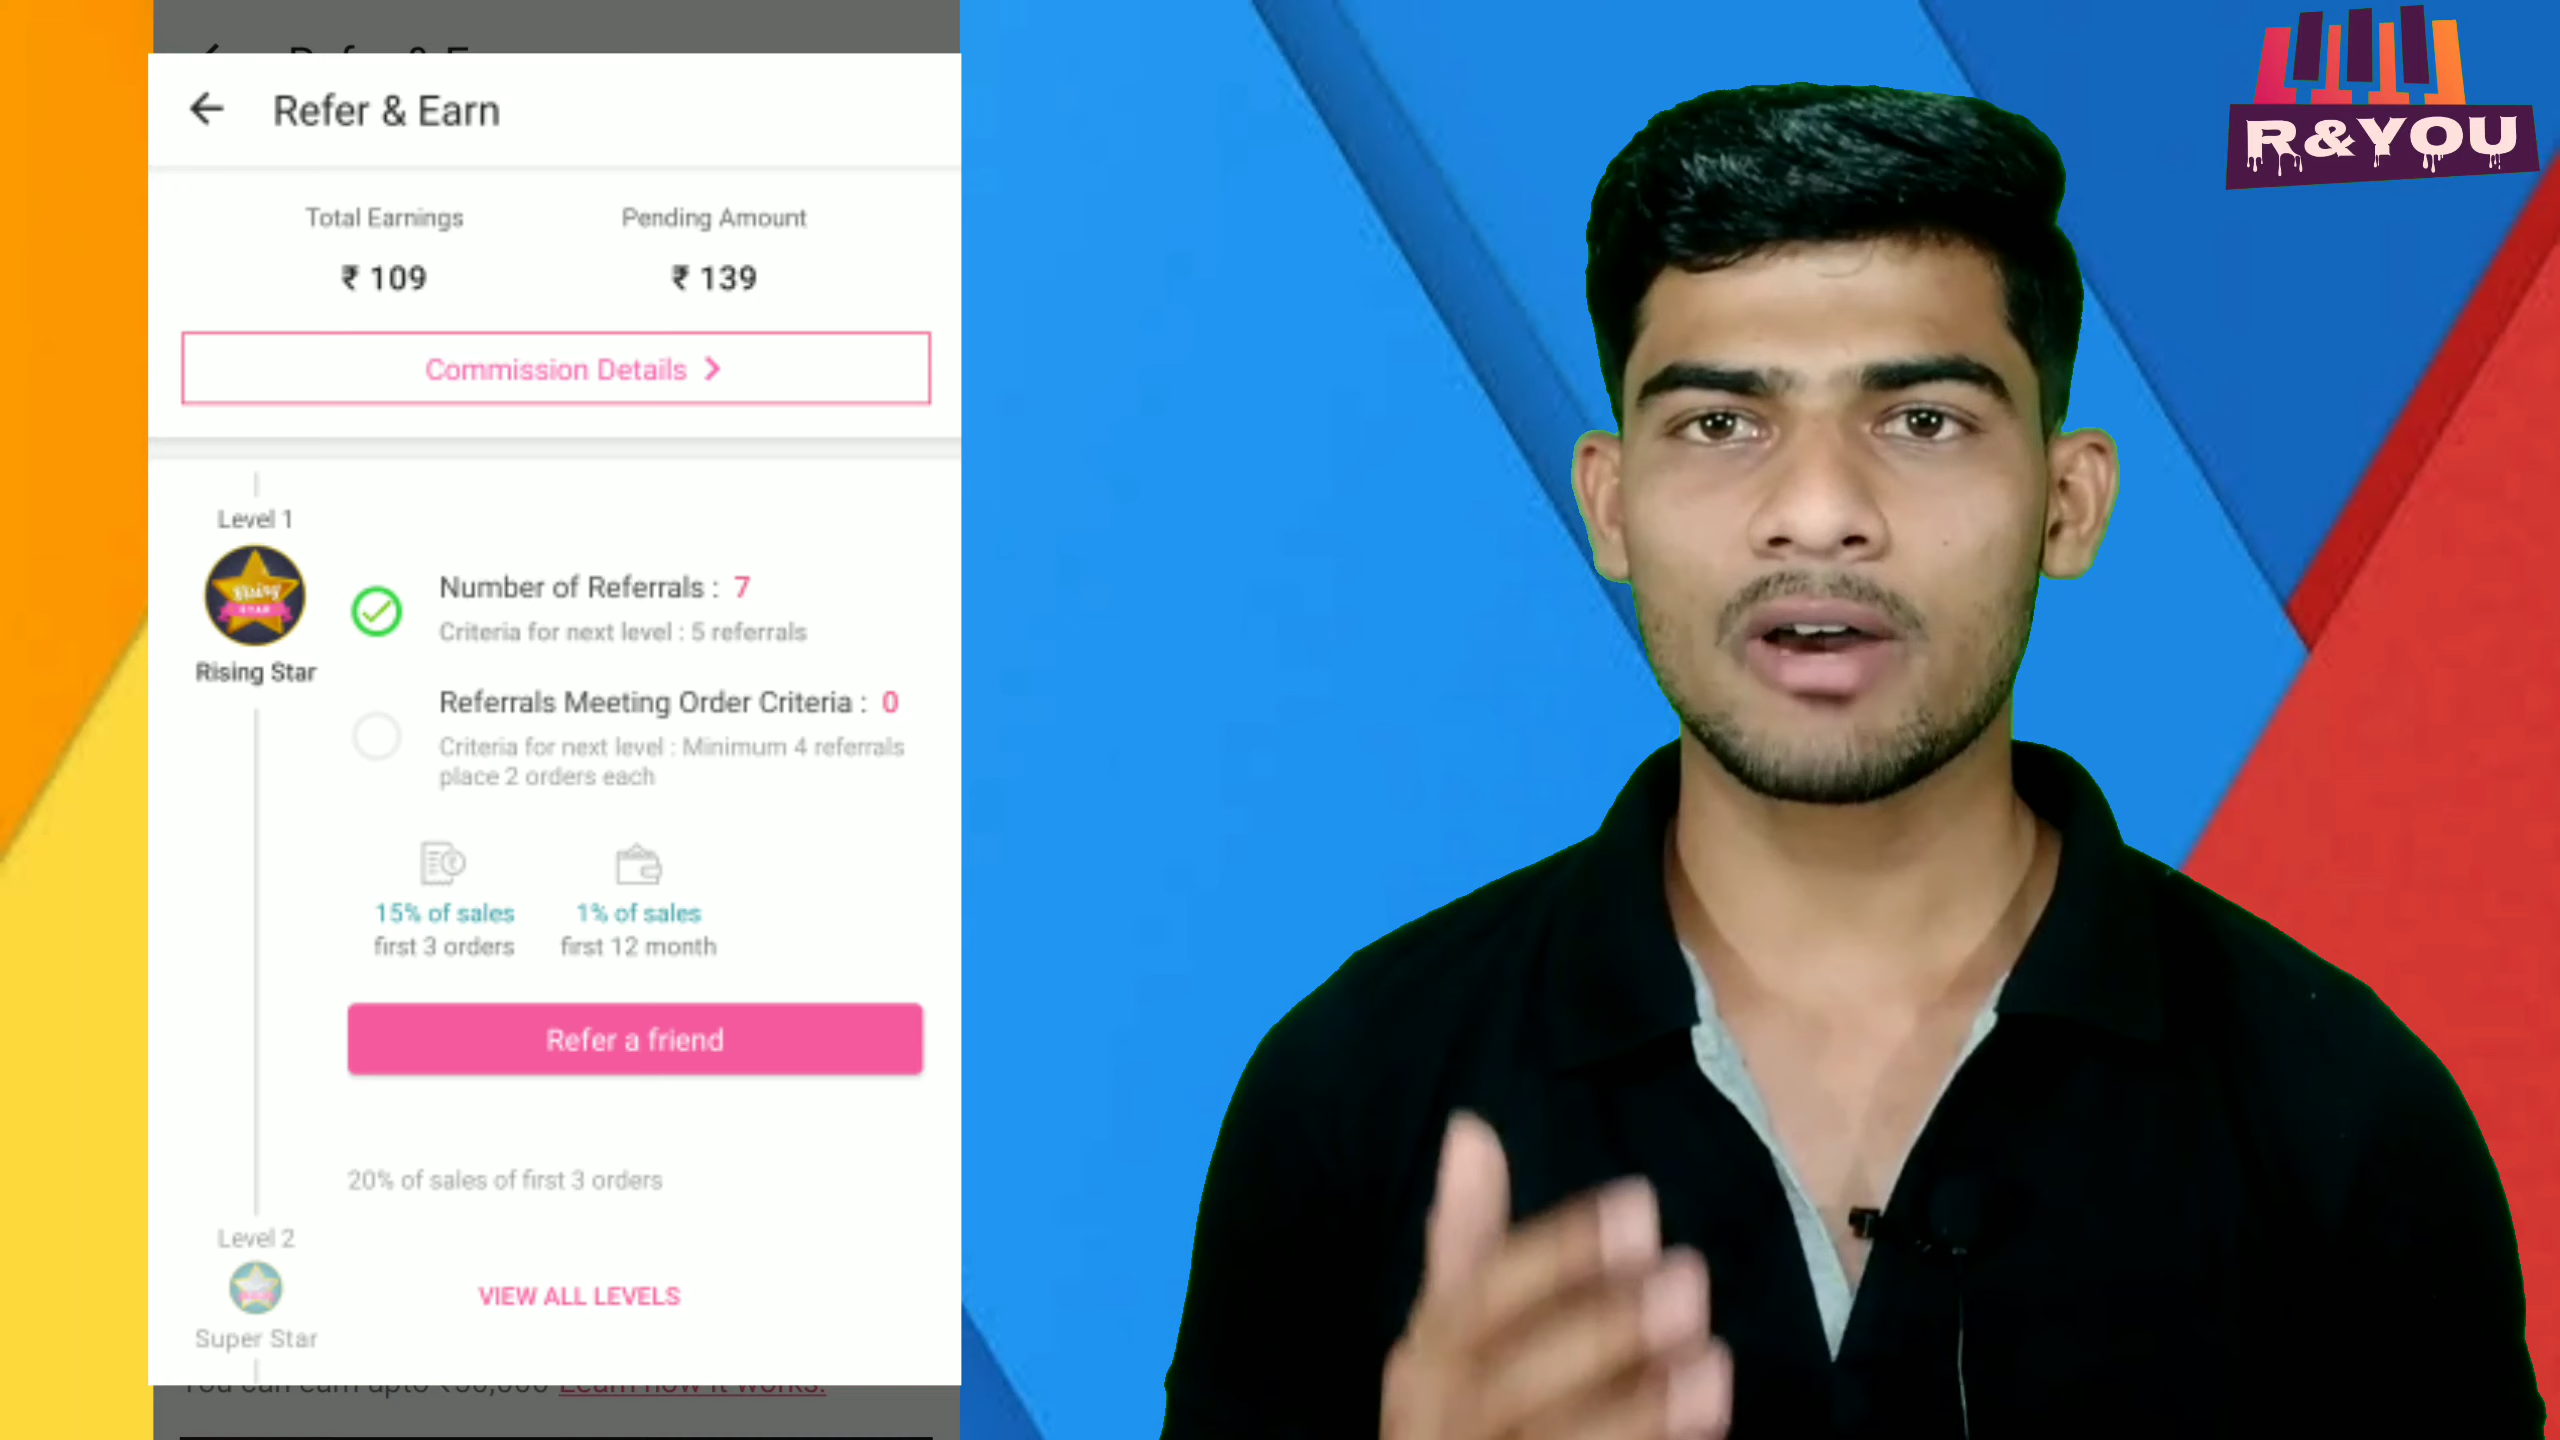 Refer & Earn
Total Earnings
Pending Amount
₹ 109
₹ 139
Commission Details
Level 1
Rising Star
Number of Referrals : 7
Criteria for next level : 5 referrals
Referrals Meeting Order Criteria : 0
Criteria for next level : Minimum 4 referrals
place 2 orders each
15% of sales
first 3 orders
1% of sales
first 12 month
Refer a friend
20% of sales of first 3 orders
Level 2
VIEW ALL LEVELS
Super Star
R&YOU